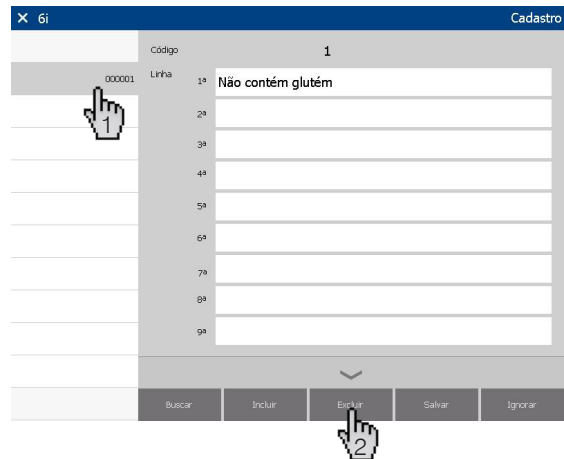 × 6i Cadastro
Código 1
000001
Linha 1ª Não contém glutém
1
2ª
3ª
4ª
5ª
6ª
7ª
8ª
9ª
Buscar Incluir Excluir Salvar Ignorar
2